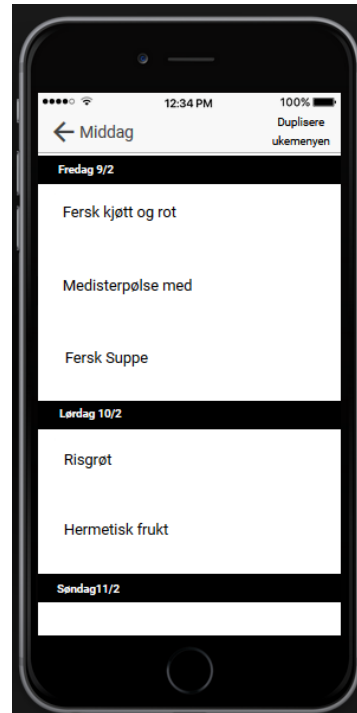 12:34 PM
100%
Middag
Duplisere
ukemenyen
Fredag 9/2
Fersk kjøtt og rot
Medisterpølse med
Fersk Suppe
Lørdag 10/2
Risgrøt
Hermetisk frukt
Søndag11/2